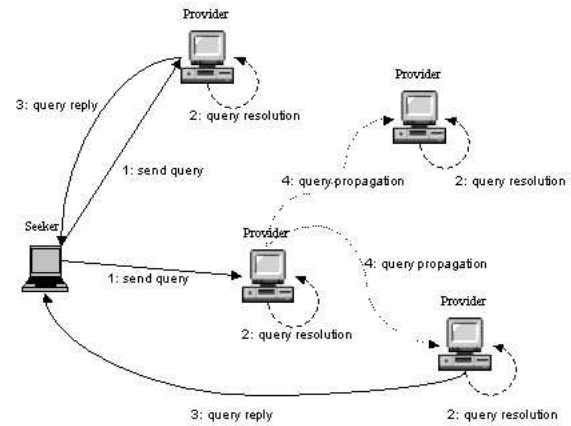 Provider
3: query reply
2: query resolution
Provider
1: send query
4: query propagation
2: query resolution
Seeker
Provider
4: query propagation
1: send query
Provider
2: query resolution
3: query reply
2: query resolution